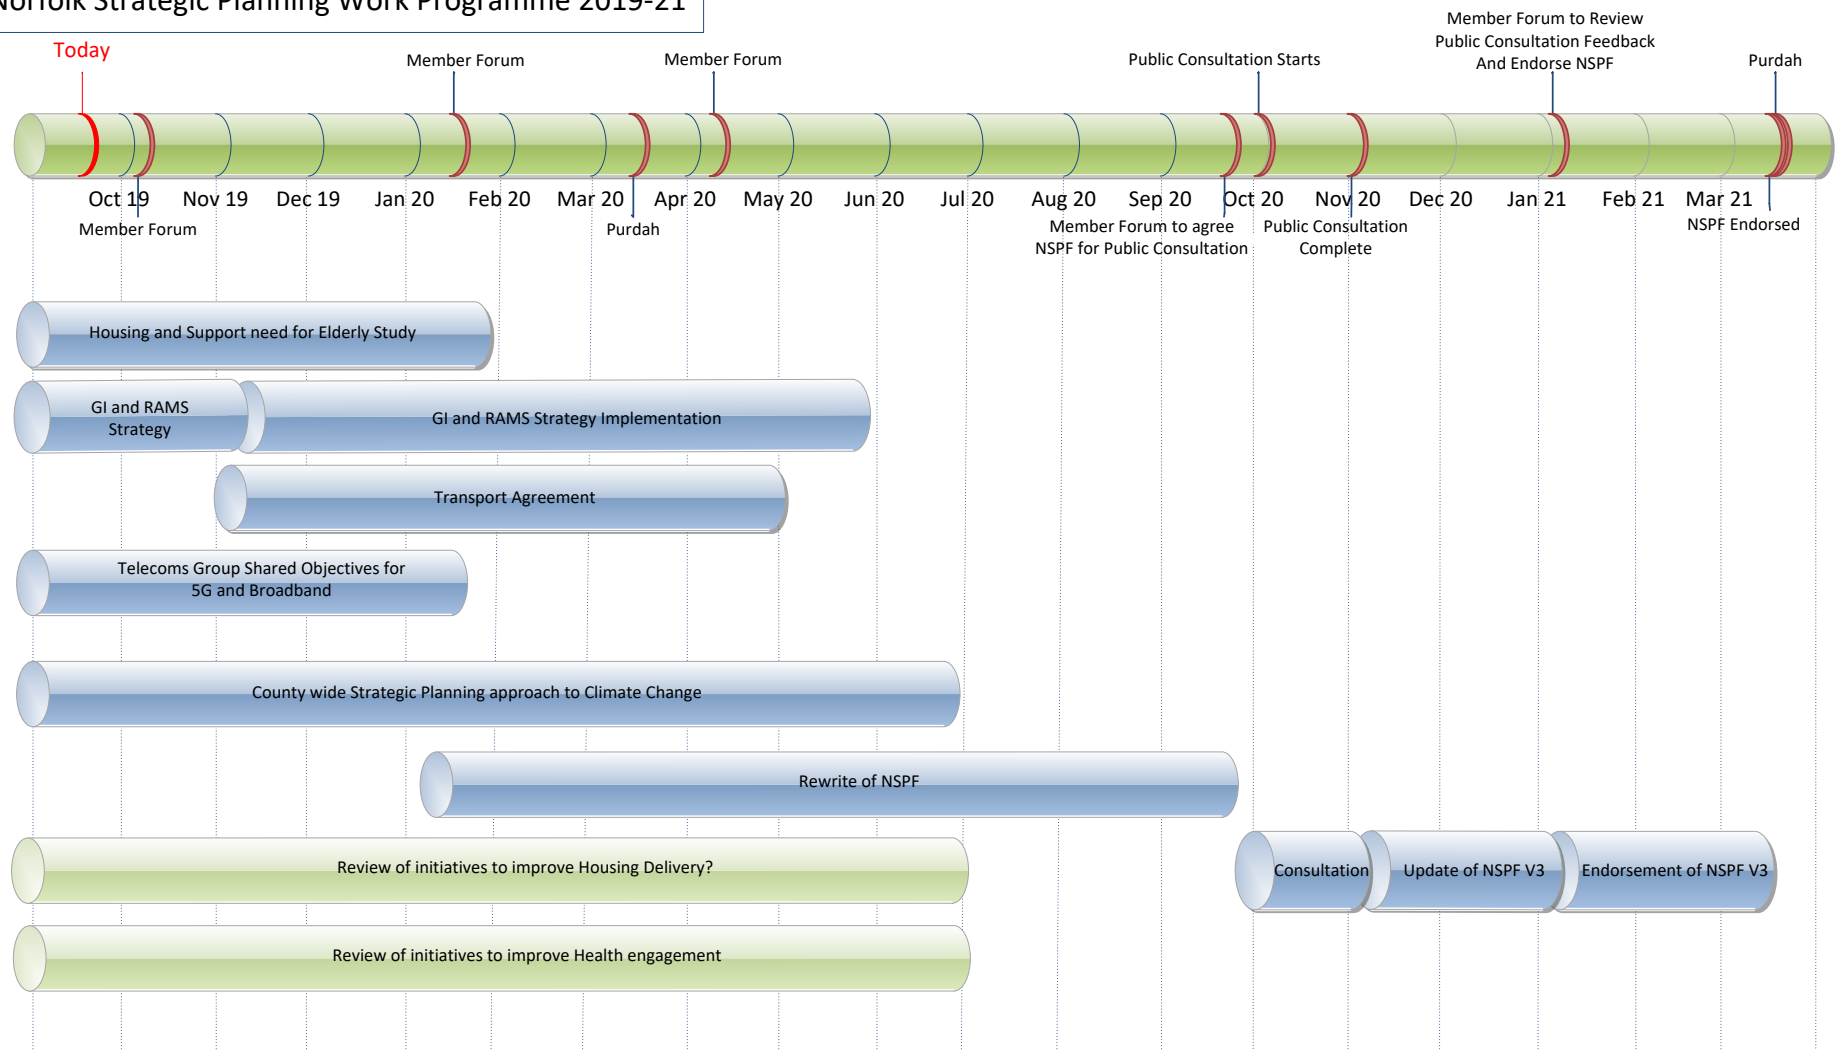 Norfolk Strategic Planning Work Programme 2019-21
Today
Member Forum
Member Forum
Public Consultation Starts
Member Forum to Review
Public Consultation Feedback
And Endorse NSPF
Purdah
Oct 19
Nov 19
Dec 19
Jan 20
Feb 20
Mar 20
Apr 20
May 20
Jun 20
Jul 20
Aug 20
Sep 20
Oct 20
Nov 20
Dec 20
Jan 21
Feb 21
Mar 21
Member Forum
Purdah
Member Forum to agree
NSPF for Public Consultation
Public Consultation
Complete
NSPF Endorsed
Housing and Support need for Elderly Study
GI and RAMS
Strategy
GI and RAMS Strategy Implementation
Transport Agreement
Telecoms Group Shared Objectives for
5G and Broadband
County wide Strategic Planning approach to Climate Change
Rewrite of NSPF
Review of initiatives to improve Housing Delivery?
Consultation
Update of NSPF V3
Endorsement of NSPF V3
Review of initiatives to improve Health engagement